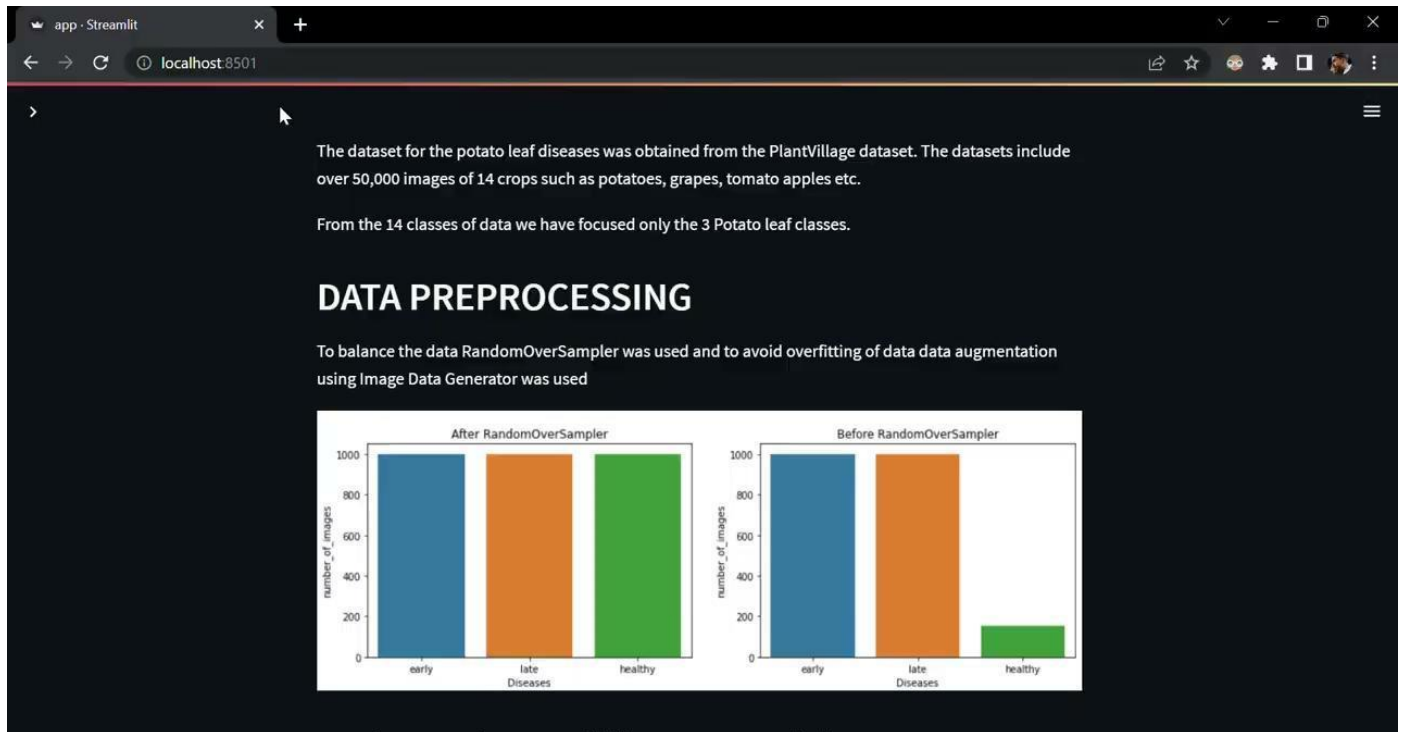 app · Streamlit
localhost:8501
The dataset for the potato leaf diseases was obtained from the PlantVillage dataset. The datasets include
over 50,000 images of 14 crops such as potatoes, grapes, tomato apples etc.
From the 14 classes of data we have focused only the 3 Potato leaf classes.
DATA PREPROCESSING
To balance the data RandomOverSampler was used and to avoid overfitting of data data augmentation
using Image Data Generator was used
After RandomOverSampler
1000
800
600
400
200
0
number_of_images
early late healthy
Diseases
Before RandomOverSampler
1000
800
600
400
200
0
number_of_images
early late healthy
Diseases